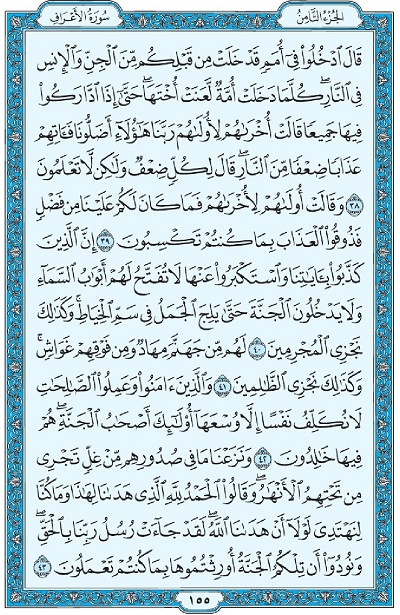 سُورَةُ الأَعْرَافِ
الجُزْءُ الثَّامِنُ
قَالَ ٱدْخُلُوا۟ فِىٓ أُمَمٍ قَدْ خَلَتْ مِن قَبْلِكُم مِّنَ ٱلْجِنِّ وَٱلْإِنسِ
فِى ٱلنَّارِ ۖ كُلَّمَا دَخَلَتْ أُمَّةٌ لَّعَنَتْ أُخْتَهَا ۖ حَتَّىٰٓ إِذَا ٱدَّارَكُوا۟
فِيهَا جَمِيعًا قَالَتْ أُخْرَىٰهُمْ لِأُولَىٰهُمْ رَبَّنَا هَٰٓؤُلَآءِ أَضَلُّونَا فَـَٔاتِهِمْ
عَذَابًا ضِعْفًا مِّنَ ٱلنَّارِ ۖ قَالَ لِكُلٍّ ضِعْفٌ وَلَٰكِن لَّا تَعْلَمُونَ
٣٨ وَقَالَتْ أُولَىٰهُمْ لِأُخْرَىٰهُمْ فَمَا كَانَ لَكُمْ عَلَيْنَا مِن فَضْلٍ
فَذُوقُوا۟ ٱلْعَذَابَ بِمَا كُنتُمْ تَكْسِبُونَ ٣٩ إِنَّ ٱلَّذِينَ
كَذَّبُوا۟ بِـَٔايَٰتِنَا وَٱسْتَكْبَرُوا۟ عَنْهَا لَا تُفَتَّحُ لَهُمْ أَبْوَٰبُ ٱلسَّمَآءِ
وَلَا يَدْخُلُونَ ٱلْجَنَّةَ حَتَّىٰ يَلِجَ ٱلْجَمَلُ فِى سَمِّ ٱلْخِيَاطِ ۚ وَكَذَٰلِكَ
نَجْزِى ٱلْمُجْرِمِينَ ٤٠ لَهُم مِّن جَهَنَّمَ مِهَادٌ وَمِن فَوْقِهِمْ غَوَاشٍ ۚ
وَكَذَٰلِكَ نَجْزِى ٱلظَّٰلِمِينَ ٤١ وَٱلَّذِينَ ءَامَنُوا۟ وَعَمِلُوا۟ ٱلصَّٰلِحَٰتِ
لَا نُكَلِّفُ نَفْسًا إِلَّا وُسْعَهَآ أُو۟لَٰٓئِكَ أَصْحَٰبُ ٱلْجَنَّةِ ۖ هُمْ
فِيهَا خَٰلِدُونَ ٤٢ وَنَزَعْنَا مَا فِى صُدُورِهِم مِّنْ غِلٍّ تَجْرِى
مِن تَحْتِهِمُ ٱلْأَنْهَٰرُ ۖ وَقَالُوا۟ ٱلْحَمْدُ لِلَّهِ ٱلَّذِى هَدَىٰنَا لِهَٰذَا وَمَا كُنَّا
لِنَهْتَدِىَ لَوْلَآ أَنْ هَدَىٰنَا ٱللَّهُ ۖ لَقَدْ جَآءَتْ رُسُلُ رَبِّنَا بِٱلْحَقِّ ۖ
وَنُودُوٓا۟ أَن تِلْكُمُ ٱلْجَنَّةُ أُورِثْتُمُوهَا بِمَا كُنتُمْ تَعْمَلُونَ ٤٣
١٥٥